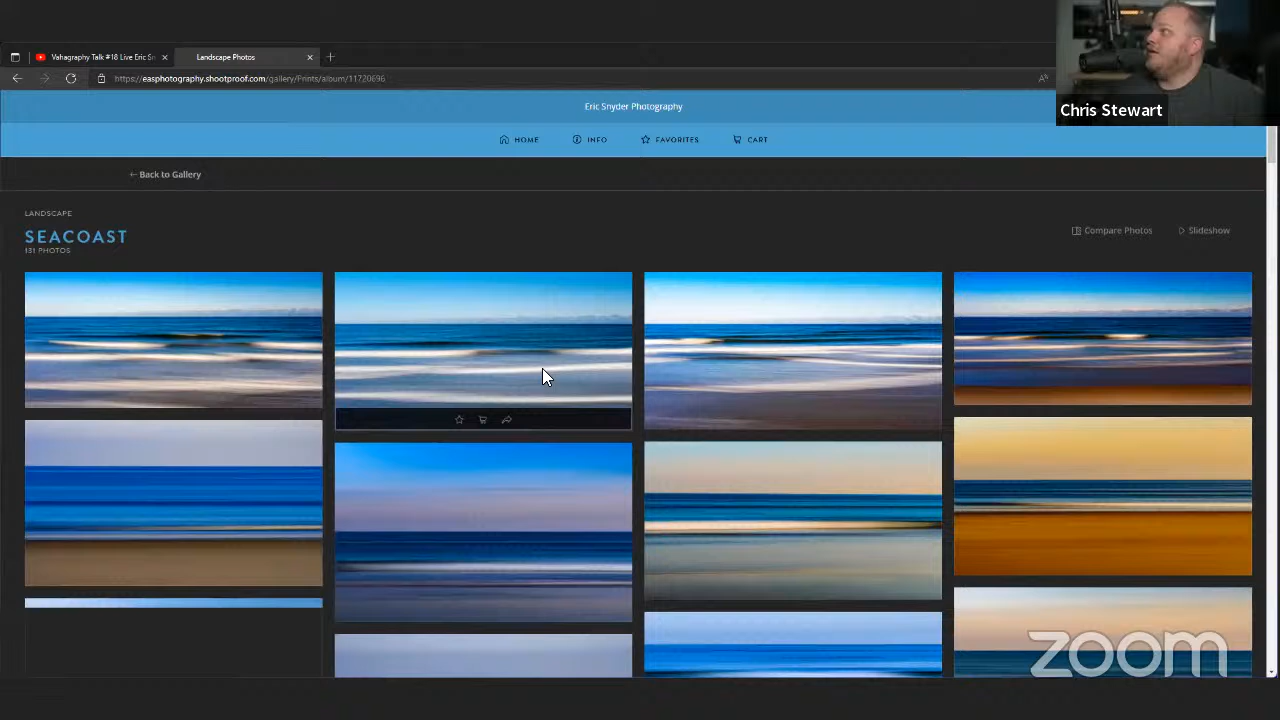 Vahagraphy Talk #18 Live Eric Sn
Landscape Photos
https://easphotography.shootproof.com/gallery/Prints/album/11720696
Chris Stewart
Eric Snyder Photography
HOME
INFO
FAVORITES
CART
Back to Gallery
LANDSCAPE
SEACOAST
131 PHOTOS
Compare Photos
Slideshow
zoom